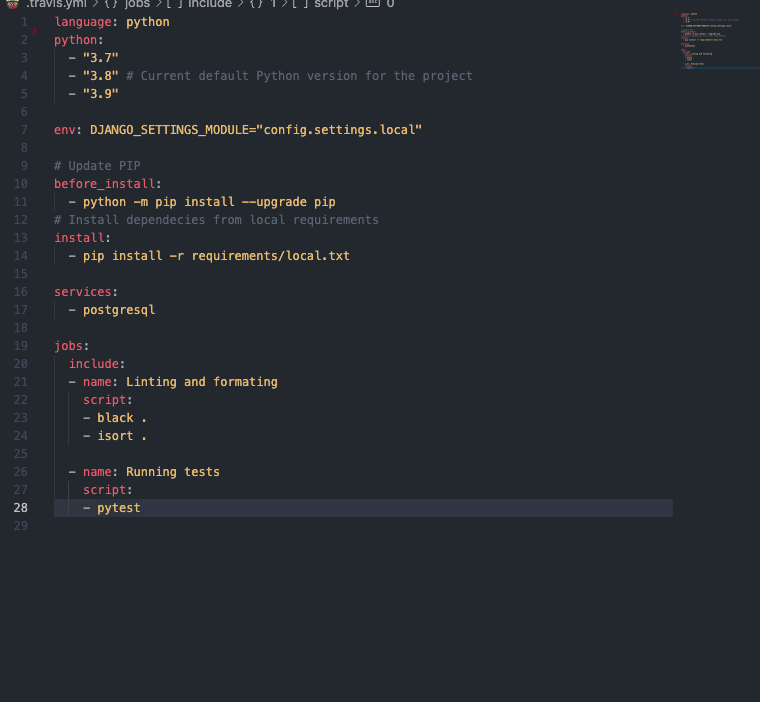 .travis.yml > {} jobs > [ ] include > {} 1 > [ ] script > abc 0
1 language: python
2 python:
3 - "3.7"
4 - "3.8" # Current default Python version for the project
5 - "3.9"
6
7 env: DJANGO_SETTINGS_MODULE="config.settings.local"
8
9 # Update PIP
10 before_install:
11 - python -m pip install --upgrade pip
12 # Install dependecies from local requirements
13 install:
14 - pip install -r requirements/local.txt
15
16 services:
17 - postgresql
18
19 jobs:
20 include:
21 - name: Linting and formating
22 script:
23 - black .
24 - isort .
25
26 - name: Running tests
27 script:
28 - pytest
29